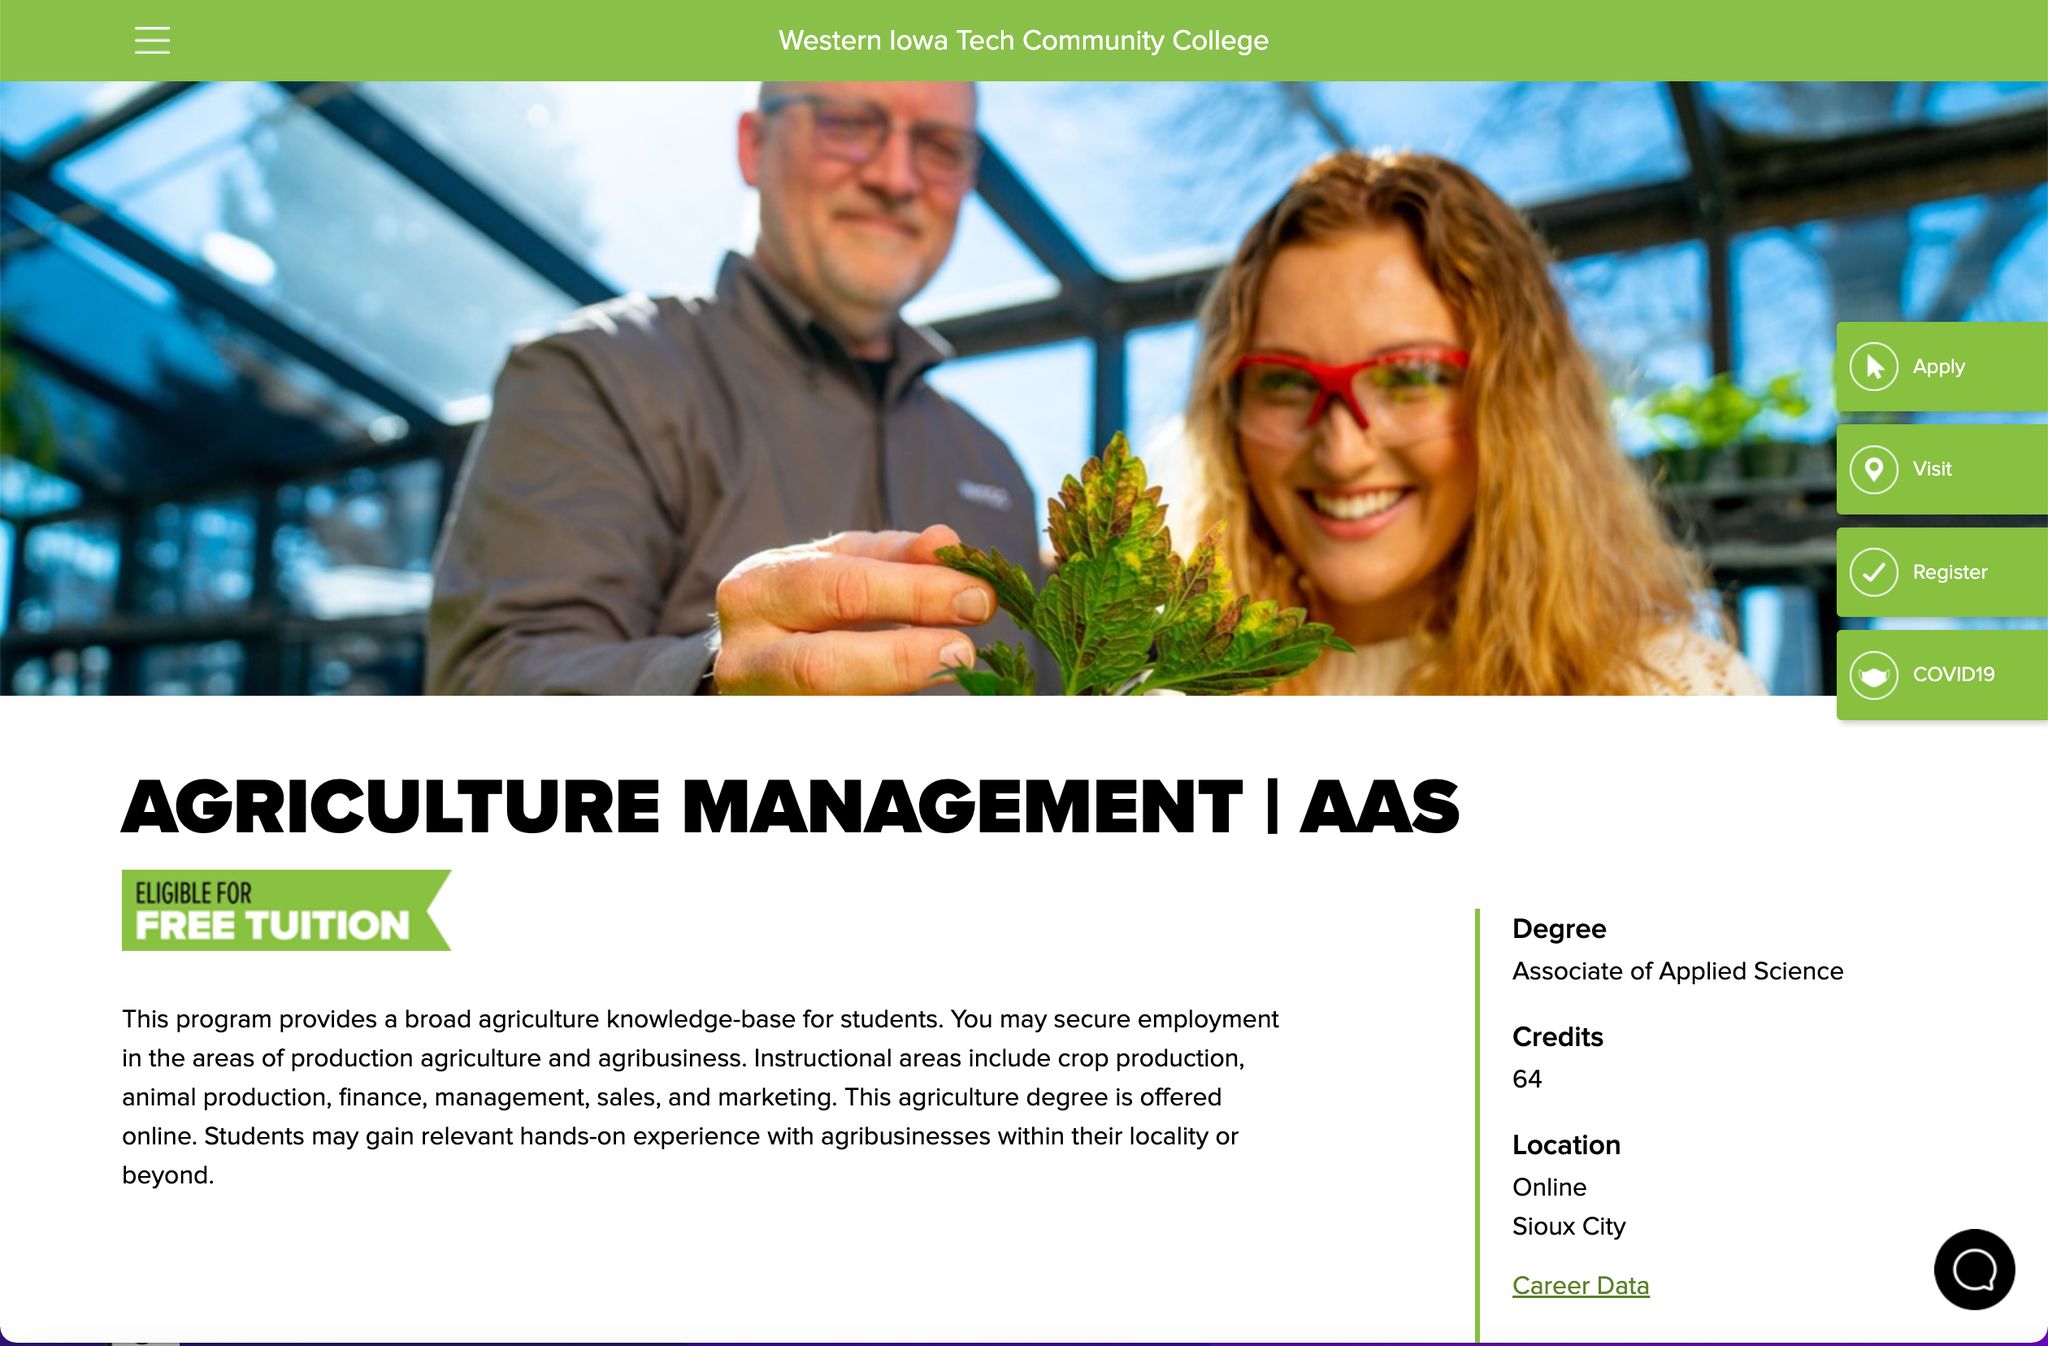 Western Iowa Tech Community College
Apply
Visit
Register
COVID19
AGRICULTURE MANAGEMENT | AAS
ELIGIBLE FOR
FREE TUITION
This program provides a broad agriculture knowledge-base for students. You may secure employment
in the areas of production agriculture and agribusiness. Instructional areas include crop production,
animal production, finance, management, sales, and marketing. This agriculture degree is offered
online. Students may gain relevant hands-on experience with agribusinesses within their locality or
beyond.
Degree
Associate of Applied Science
Credits
64
Location
Online
Sioux City
Career Data